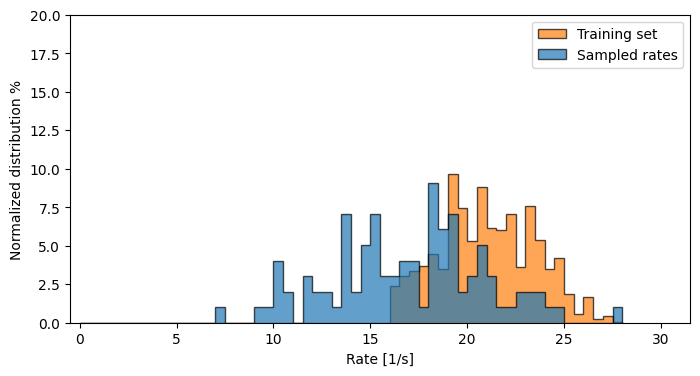 20.0
17.5
15.0
12.5
10.0
7.5
5.0
2.5
0.0
Normalized distribution %
Training set
Sampled rates
0 5 10 15 20 25 30
Rate [1/s]